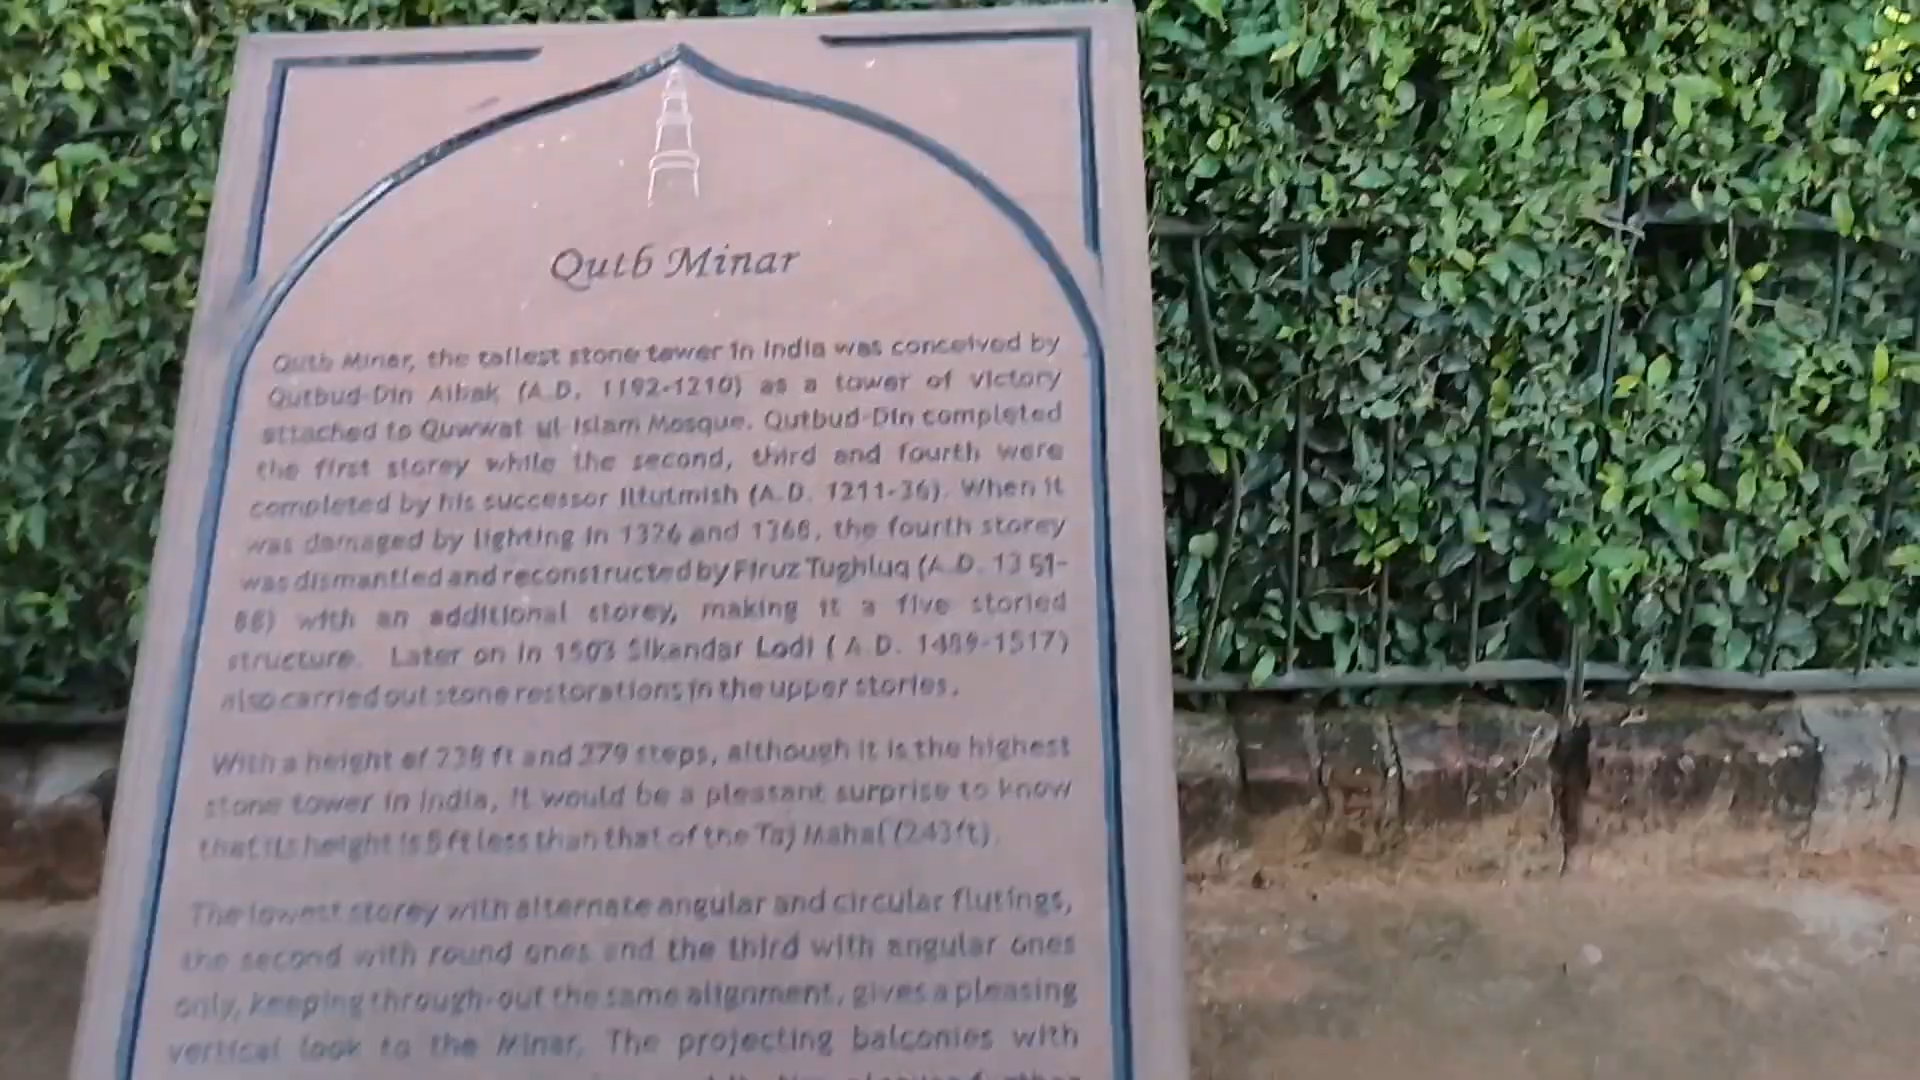 Qutb Minar
Qutb Minar, the tallest stone tower in India was conceived by
Qutbud-Din Aibak (A.D. 1192-1210) as a tower of victory
attached to Quwwat ul Islam Mosque. Qutbud-Din completed
the first storey while the second, third and fourth were
completed by his successor Iltutmish (A.D. 1211-36). When it
was damaged by lighting in 1326 and 1368, the fourth storey
was dismantled and reconstructed by Firuz Tughluq (A.D. 1351-
88) with an additional storey, making it a five storied
structure. Later on in 1503 Sikandar Lodi ( A.D. 1489-1517)
also carried out stone restorations in the upper stories.
With a height of 238 ft and 379 steps, although it is the highest
stone tower in India, it would be a pleasant surprise to know
that its height is 5 ft less than that of the Taj Mahal (243ft).
The lowest storey with alternate angular and circular flutings,
the second with round ones and the third with angular ones
only, keeping through-out the same alignment, gives a pleasing
vertical look to the Minar. The projecting balconies with